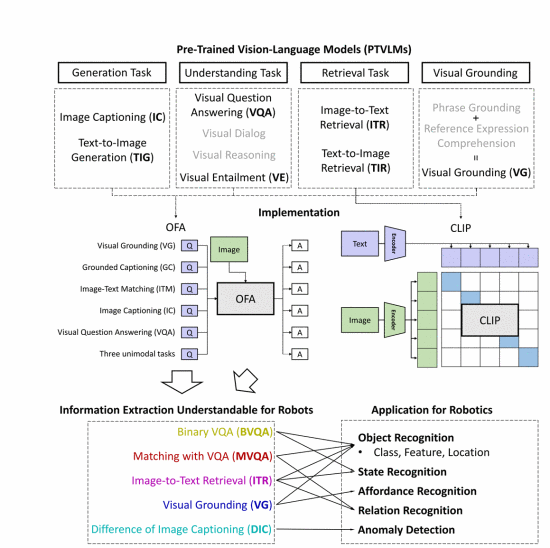 Pre-Trained Vision-Language Models (PTVLMs)
Generation Task
Understanding Task
Retrieval Task
Visual Grounding
Image Captioning (IC)
Text-to-Image
Generation (TIG)
Visual Question
Answering (VQA)
Visual Dialog
Visual Reasoning
Visual Entailment (VE)
Image-to-Text
Retrieval (ITR)
Text-to-Image
Retrieval (TIR)
Phrase Grounding
+
Reference Expression
Comprehension
=
Visual Grounding (VG)
Implementation
OFA
Visual Grounding (VG) Q
Grounded Captioning (GC) Q
Image-Text Matching (ITM) Q
Image Captioning (IC) Q
Visual Question Answering (VQA) Q
Three unimodal tasks Q
Image
OFA
A
A
A
A
A
A
CLIP
Text
Encoder
Image
Encoder
CLIP
Information Extraction Understandable for Robots
Binary VQA (BVQA)
Matching with VQA (MVQA)
Image-to-Text Retrieval (ITR)
Visual Grounding (VG)
Difference of Image Captioning (DIC)
Application for Robotics
Object Recognition
• Class, Feature, Location
State Recognition
Affordance Recognition
Relation Recognition
Anomaly Detection